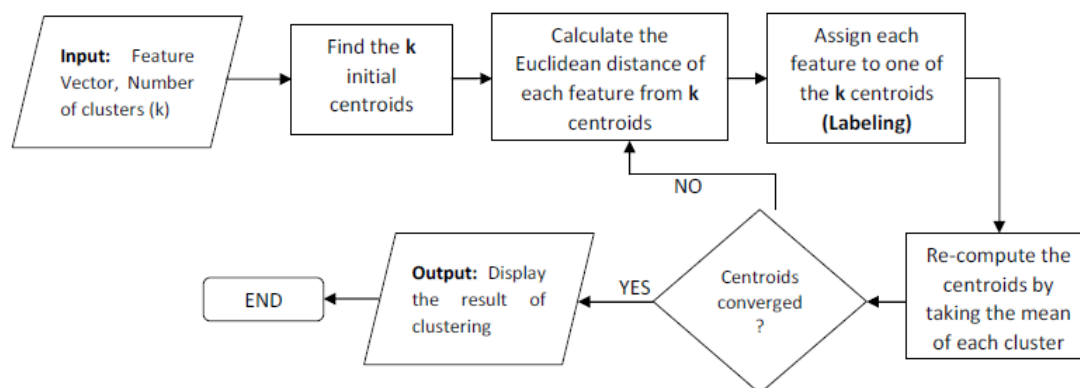 Input: Feature
Vector, Number
of clusters (k)
Find the k
initial
centroids
Calculate the
Euclidean distance of
each feature from k
centroids
Assign each
feature to one of
the k centroids
(Labeling)
NO
Re-compute the
centroids by
taking the mean
of each cluster
Centroids
converged
?
YES
Output: Display
the result of
clustering
END